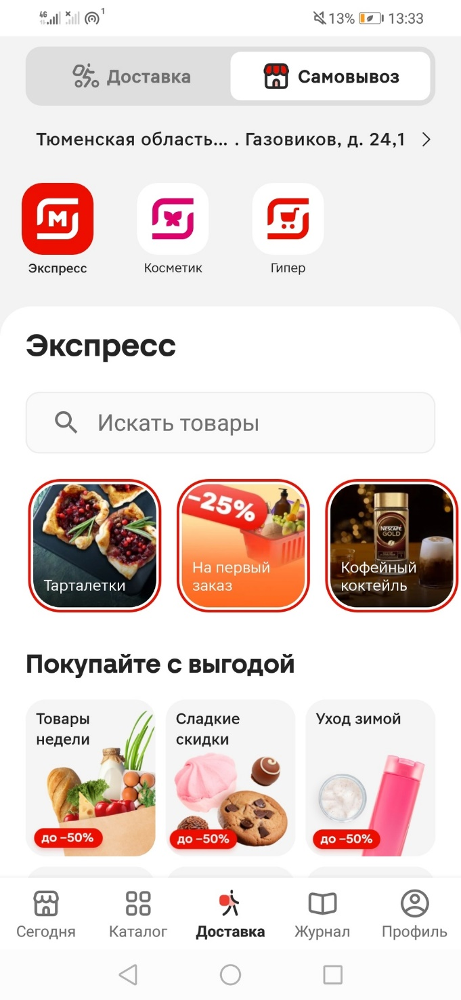 4G
1
13%
13:33
Доставка
Самовывоз
Тюменская область... . Газовиков, д. 24,1
М
Экспресс
Косметик
Гипер
Экспресс
Искать товары
Тарталетки
−25%
На первый
заказ
NESCAFÉ
GOLD
Кофейный
коктейль
Покупайте с выгодой
Товары
недели
до −50%
Сладкие
скидки
до −50%
Уход зимой
до −50%
Сегодня
Каталог
Доставка
Журнал
Профиль